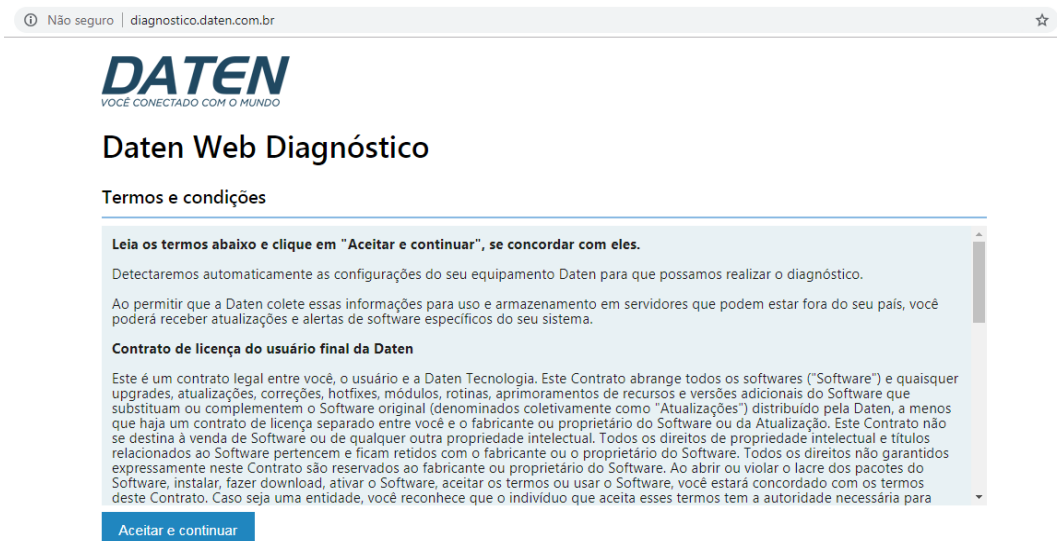 Não seguro | diagnostico.daten.com.br
DATEN
VOCÊ CONECTADO COM O MUNDO
Daten Web Diagnóstico
Termos e condições
Leia os termos abaixo e clique em "Aceitar e continuar", se concordar com eles.
Detectaremos automaticamente as configurações do seu equipamento Daten para que possamos realizar o diagnóstico.
Ao permitir que a Daten colete essas informações para uso e armazenamento em servidores que podem estar fora do seu país, você
poderá receber atualizações e alertas de software específicos do seu sistema.
Contrato de licença do usuário final da Daten
Este é um contrato legal entre você, o usuário e a Daten Tecnologia. Este Contrato abrange todos os softwares ("Software") e quaisquer
upgrades, atualizações, correções, hotfixes, módulos, rotinas, aprimoramentos de recursos e versões adicionais do Software que
substituam ou complementem o Software original (denominados coletivamente como "Atualizações") distribuído pela Daten, a menos
que haja um contrato de licença separado entre você e o fabricante ou proprietário do Software ou da Atualização. Este Contrato não
se destina à venda de Software ou de qualquer outra propriedade intelectual. Todos os direitos de propriedade intelectual e títulos
relacionados ao Software pertencem e ficam retidos com o fabricante ou o proprietário do Software. Todos os direitos não garantidos
expressamente neste Contrato são reservados ao fabricante ou proprietário do Software. Ao abrir ou violar o lacre dos pacotes do
Software, instalar, fazer download, ativar o Software, aceitar os termos ou usar o Software, você estará concordado com os termos
deste Contrato. Caso seja uma entidade, você reconhece que o indivíduo que aceita esses termos tem a autoridade necessária para
Aceitar e continuar